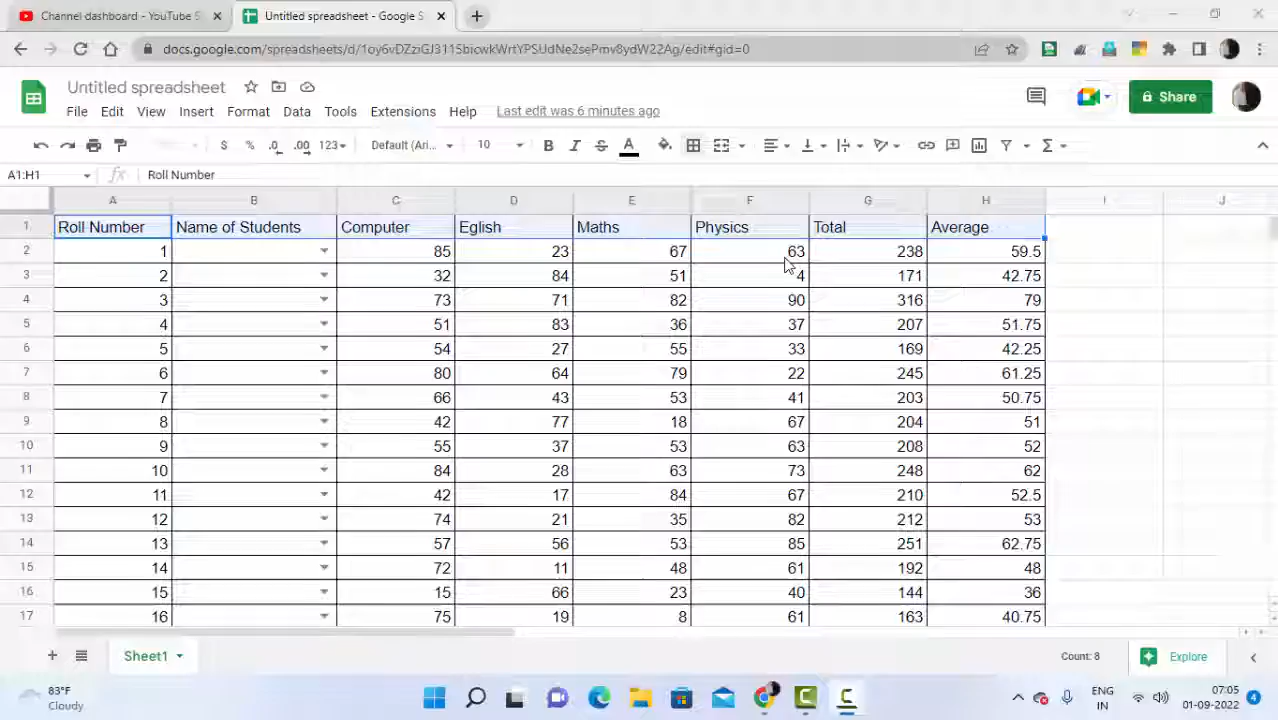 Channel dashboard - YouTube S
Untitled spreadsheet - Google S
docs.google.com/spreadsheets/d/1oy6vDZziGJ3115biowkWrtYPSUdNe2sePmv8ydW22Ag/edit#gid=0
Untitled spreadsheet
File Edit View Insert Format Data Tools Extensions Help Last edit was 6 minutes ago
Share
$ % .0 .00 123 Default (Ari... 10 B I S A
A1:H1 fx Roll Number
A B C D E F G H I J
1 Roll Number Name of Students Computer Eglish Maths Physics Total Average
2 1 85 23 67 63 238 59.5
3 2 32 84 51 4 171 42.75
4 3 73 71 82 90 316 79
5 4 51 83 36 37 207 51.75
6 5 54 27 55 33 169 42.25
7 6 80 64 79 22 245 61.25
8 7 66 43 53 41 203 50.75
9 8 42 77 18 67 204 51
10 9 55 37 53 63 208 52
11 10 84 28 63 73 248 62
12 11 42 17 84 67 210 52.5
13 12 74 21 35 82 212 53
14 13 57 56 53 85 251 62.75
15 14 72 11 48 61 192 48
16 15 15 66 23 40 144 36
17 16 75 19 8 61 163 40.75
Sheet1 Count: 8 Explore
83°F
Cloudy
ENG
IN
07:05
01-09-2022
4